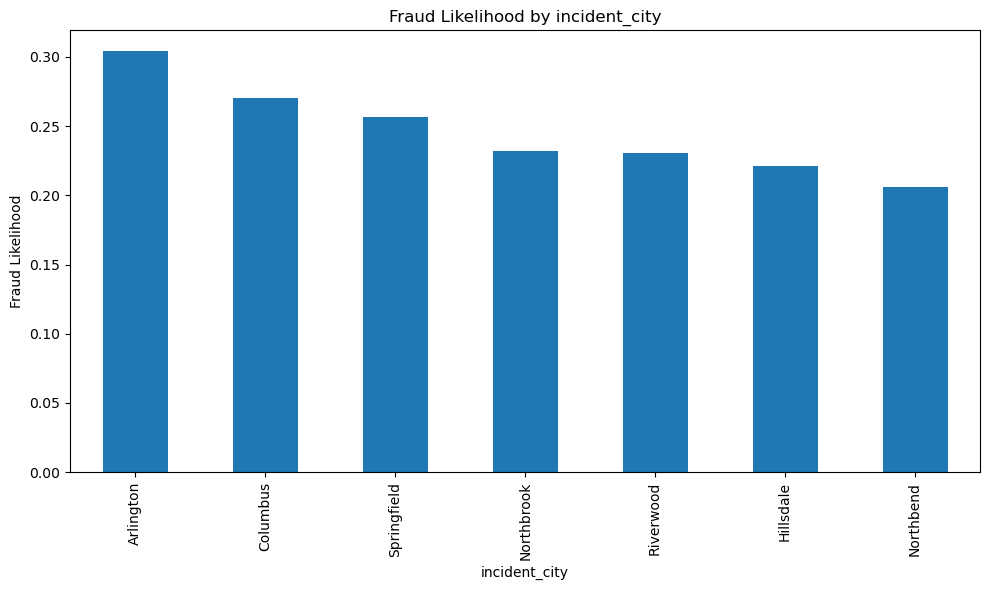 Fraud Likelihood by incident_city
Fraud Likelihood
0.30
0.25
0.20
0.15
0.10
0.05
0.00
Arlington
Columbus
Springfield
Northbrook
Riverwood
Hillsdale
Northbend
incident_city